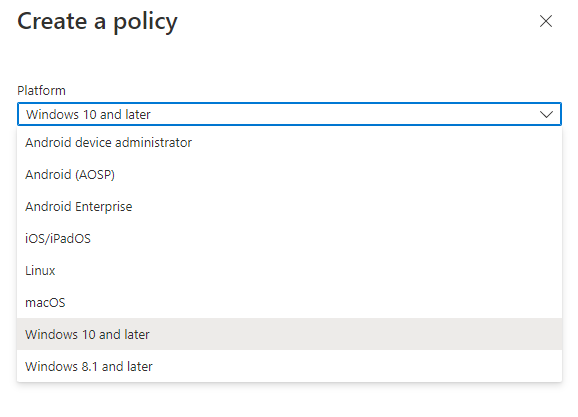 Create a policy
Platform
Windows 10 and later
Android device administrator
Android (AOSP)
Android Enterprise
iOS/iPadOS
Linux
macOS
Windows 10 and later
Windows 8.1 and later